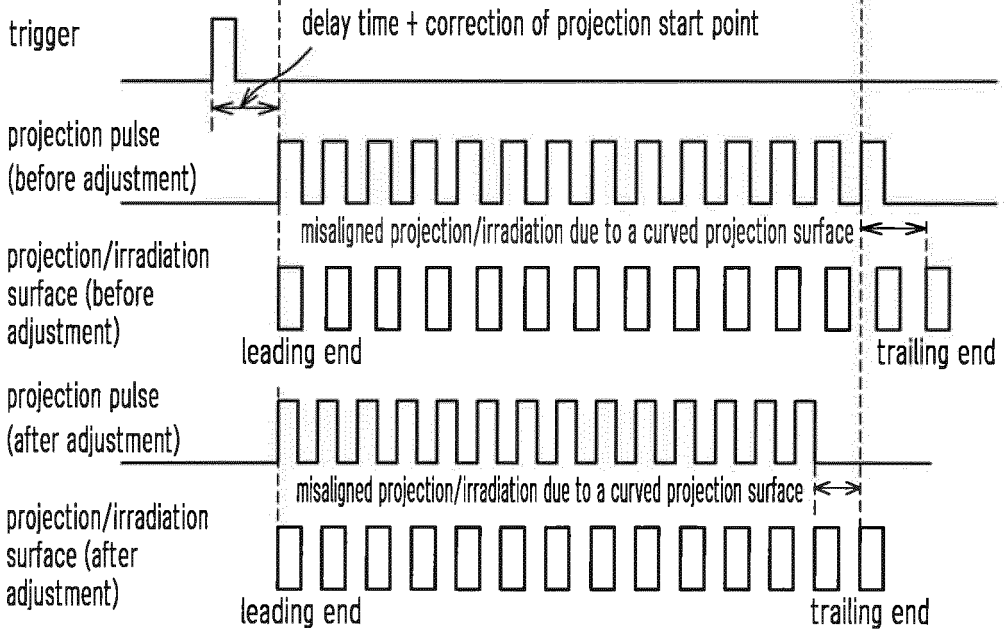 trigger
delay time + correction of projection start point
projection pulse
(before adjustment)
misaligned projection/irradiation due to a curved projection surface
projection/irradiation
surface (before
adjustment)
leading end
trailing end
projection pulse
(after adjustment)
misaligned projection/irradiation due to a curved projection surface
projection/irradiation
surface (after
adjustment)
leading end
trailing end